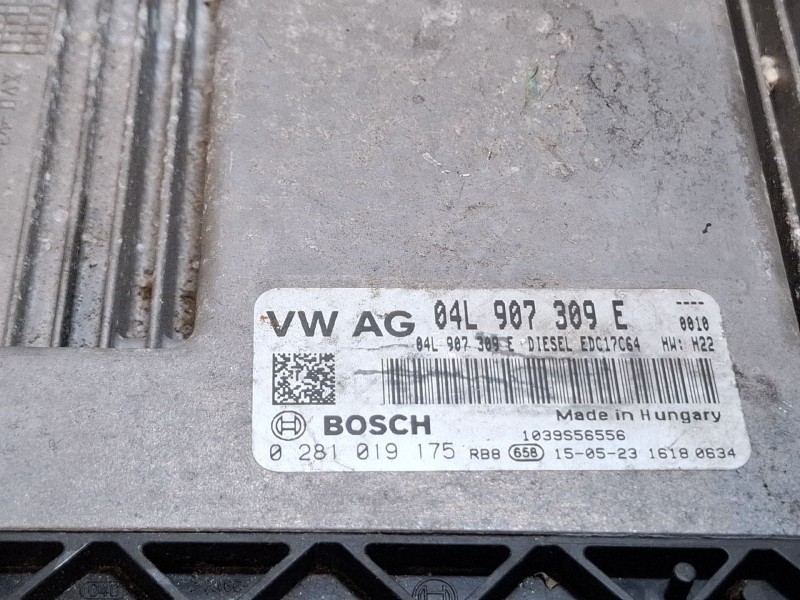 VW AG 04L 907 309 E ----
04L 907 309 E DIESEL EDC17C64 HW: H22 0010
Made in Hungary
BOSCH 1039S56556
0 281 019 175 RB8 658 15-05-23 1618 0634